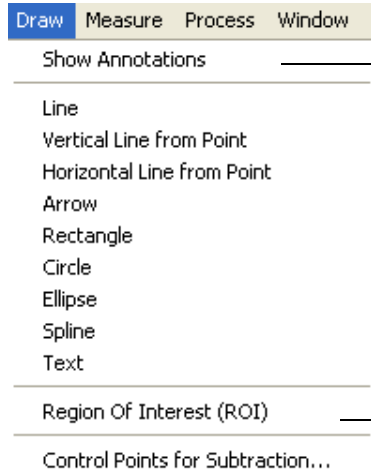 Draw Measure Process Window
Show Annotations
Line
Vertical Line from Point
Horizontal Line from Point
Arrow
Rectangle
Circle
Ellipse
Spline
Text
Region Of Interest (ROI)
Control Points for Subtraction...